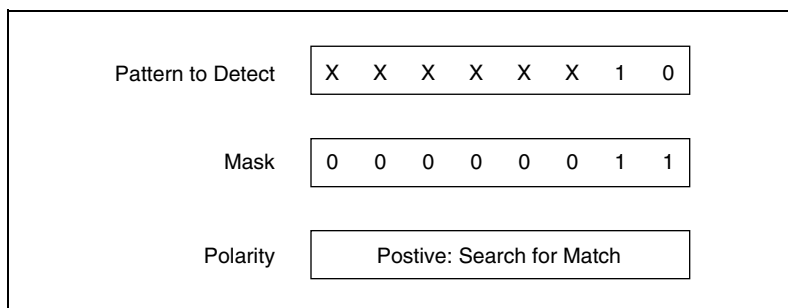 Pattern to Detect X X X X X X 1 0
Mask 0 0 0 0 0 0 1 1
Polarity Postive: Search for Match